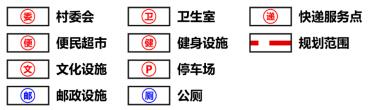 委 村委会 卫 卫生室 递 快递服务点
便 便民超市 健 健身设施 规划范围
文 文化设施 P 停车场
邮 邮政设施 厕 公厕